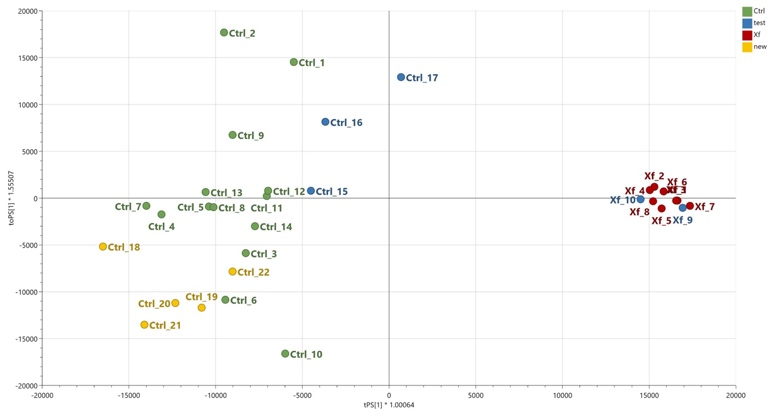 20000
15000
10000
5000
0
-5000
-10000
-15000
-20000
toPS[1] * 1.55507
Ctrl_2
Ctrl_1
Ctrl_17
Ctrl_16
Ctrl_9
Ctrl_15
Ctrl_12
Ctrl_13
Ctrl_7
Ctrl_5
Ctrl_8
Ctrl_11
Ctrl_4
Ctrl_14
Ctrl_3
Ctrl_18
Ctrl_22
Ctrl_19
Ctrl_20
Ctrl_6
Ctrl_21
Ctrl_10
Xf_2
Xf_6
Xf_4
Xf_10
Xf_7
Xf_8
Xf_5
Xf_9
-20000 -15000 -10000 -5000 0 5000 10000 15000 20000
tPS[1] * 1.00064
Ctrl
test
Xf
new